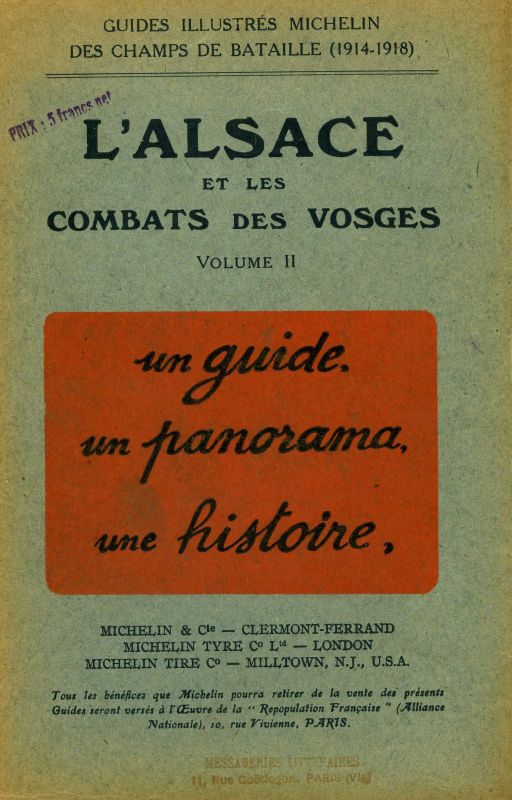 GUIDES ILLUSTRÉS MICHELIN
DES CHAMPS DE BATAILLE (1914-1918)
PRIX : 5 francs net
L'ALSACE
ET LES
COMBATS DES VOSGES
VOLUME II
un guide.
un panorama,
une histoire,
MICHELIN & Cie — CLERMONT-FERRAND
MICHELIN TYRE Co Ltd — LONDON
MICHELIN TIRE Co — MILLTOWN, N.J., U.S.A.
Tous les bénéfices que Michelin pourra retirer de la vente des présents
Guides seront versés à l'Œuvre de la " Repopulation Française " (Alliance
Nationale), 10, rue Vivienne, PARIS.
MESSAGERIES LITTÉRAIRES
11, Rue Coëtlogon. PARIS (VIe)